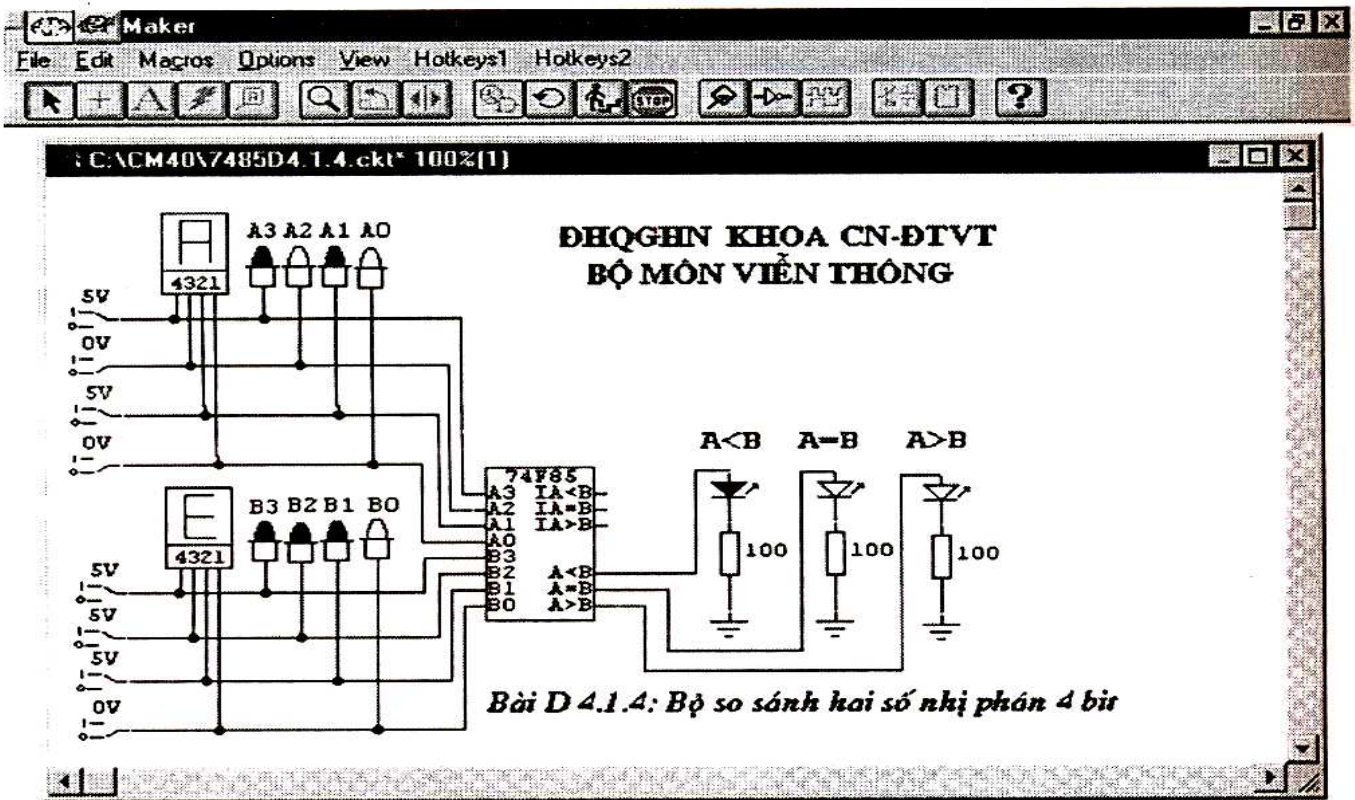 Maker
File Edit Macros Options View Hotkeys1 Hotkeys2
STOP
?
C:\CM40\7485D4.1.4.ckt* 100%[1]
ĐHQGHN KHOA CN-ĐTVT
BỘ MÔN VIỄN THÔNG
A
4321
A3 A2 A1 A0
5V
0V
5V
0V
A<B A=B A>B
74F85
A3 IA<B
A2 IA=B
A1 IA>B
A0
B3
B2 A<B
B1 A=B
B0 A>B
100
100
100
E
4321
B3 B2 B1 B0
5V
5V
5V
0V
Bài D 4.1.4: Bộ so sánh hai số nhị phân 4 bit